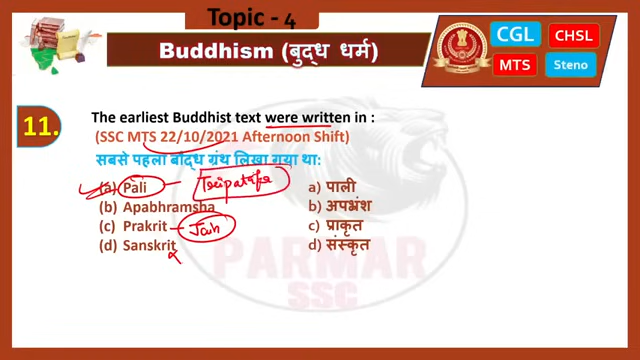 Topic - 4
Buddhism (बुद्ध धर्म)
CGL
CHSL
MTS
Steno
11.
The earliest Buddhist text were written in :
(SSC MTS 22/10/2021 Afternoon Shift)
सबसे पहला बौद्ध ग्रंथ लिखा गया था:
(a) Pali - Tripataka
a) पाली
(b) Apabhramsha
b) अपभ्रंश
(c) Prakrit - Jain
c) प्राकृत
(d) Sanskrit
d) संस्कृत
PARMAR
SSC